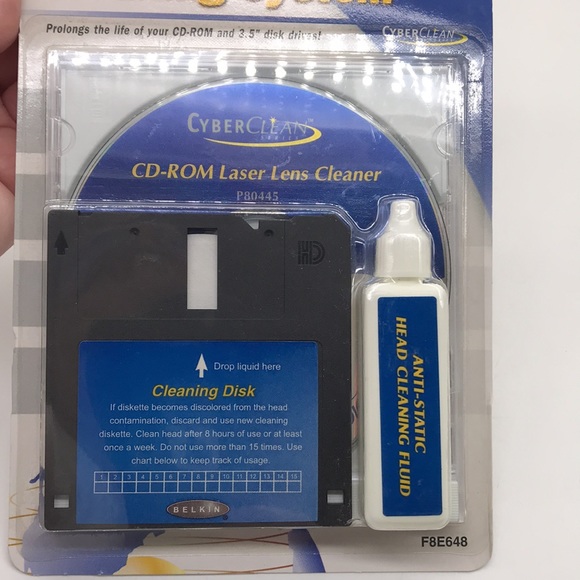 System
Prolongs the life of your CD-ROM and 3.5" disk drives!
CYBERCLEAN
CYBERCLEAN
SERIES
CD-ROM Laser Lens Cleaner
P80445
HD
Drop liquid here
Cleaning Disk
If diskette becomes discolored from the head
contamination, discard and use new cleaning
diskette. Clean head after 8 hours of use or at least
once a week. Do not use more than 15 times. Use
chart below to keep track of usage.
1 2 3 4 5 6 7 8 9 10 11 12 13 14 15
BELKIN
ANTI-STATIC
HEAD CLEANING FLUID
F8E648